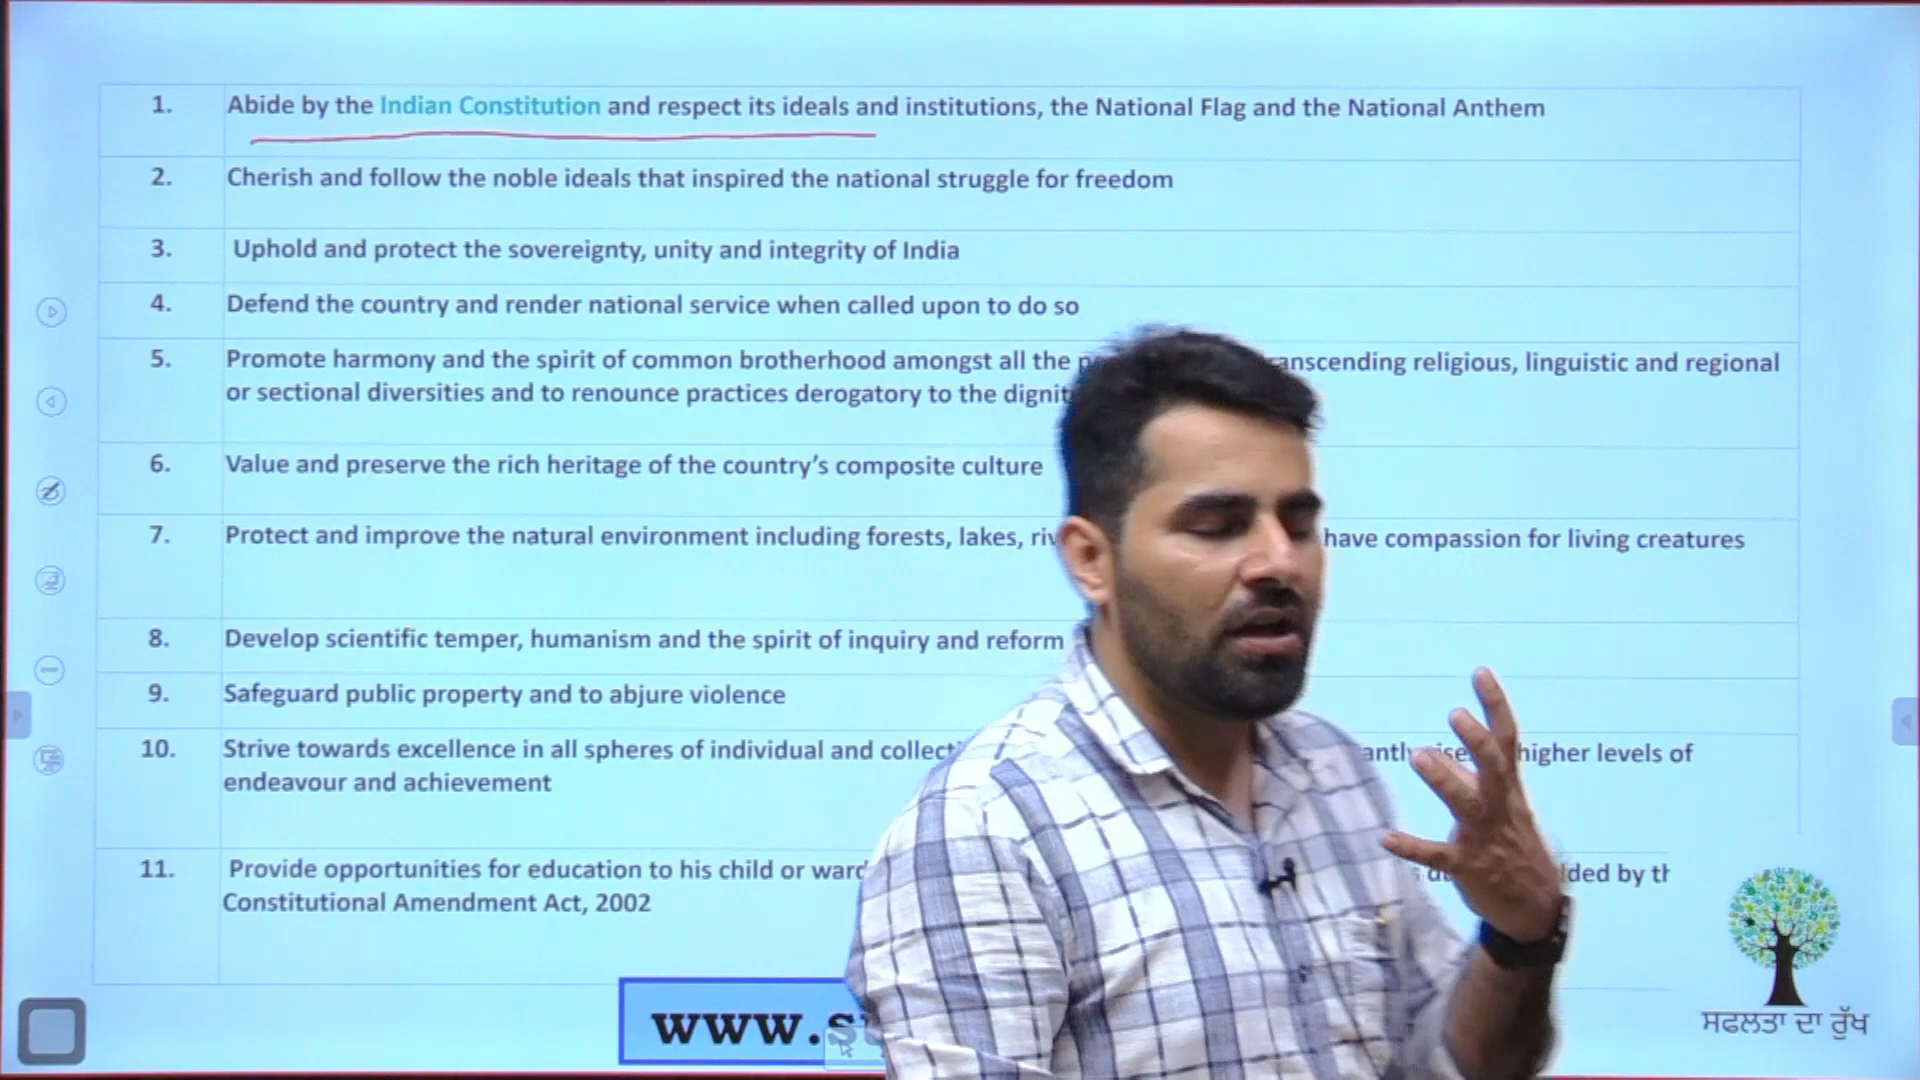 1. Abide by the Indian Constitution and respect its ideals and institutions, the National Flag and the National Anthem
2. Cherish and follow the noble ideals that inspired the national struggle for freedom
3. Uphold and protect the sovereignty, unity and integrity of India
4. Defend the country and render national service when called upon to do so
5. Promote harmony and the spirit of common brotherhood amongst all the religious, linguistic and regional
or sectional diversities and to renounce practices derogatory to the
6. Value and preserve the rich heritage of the country's composite culture
7. Protect and improve the natural environment including forests, lakes, have compassion for living creatures
8. Develop scientific temper, humanism and the spirit of inquiry and reform
9. Safeguard public property and to abjure violence
10. Strive towards excellence in all spheres of individual and higher levels of
endeavour and achievement
11. Provide opportunities for education to his child or by
Constitutional Amendment Act, 2002
www.
ਸਫਲਤਾ ਦਾ ਰੁੱਖ